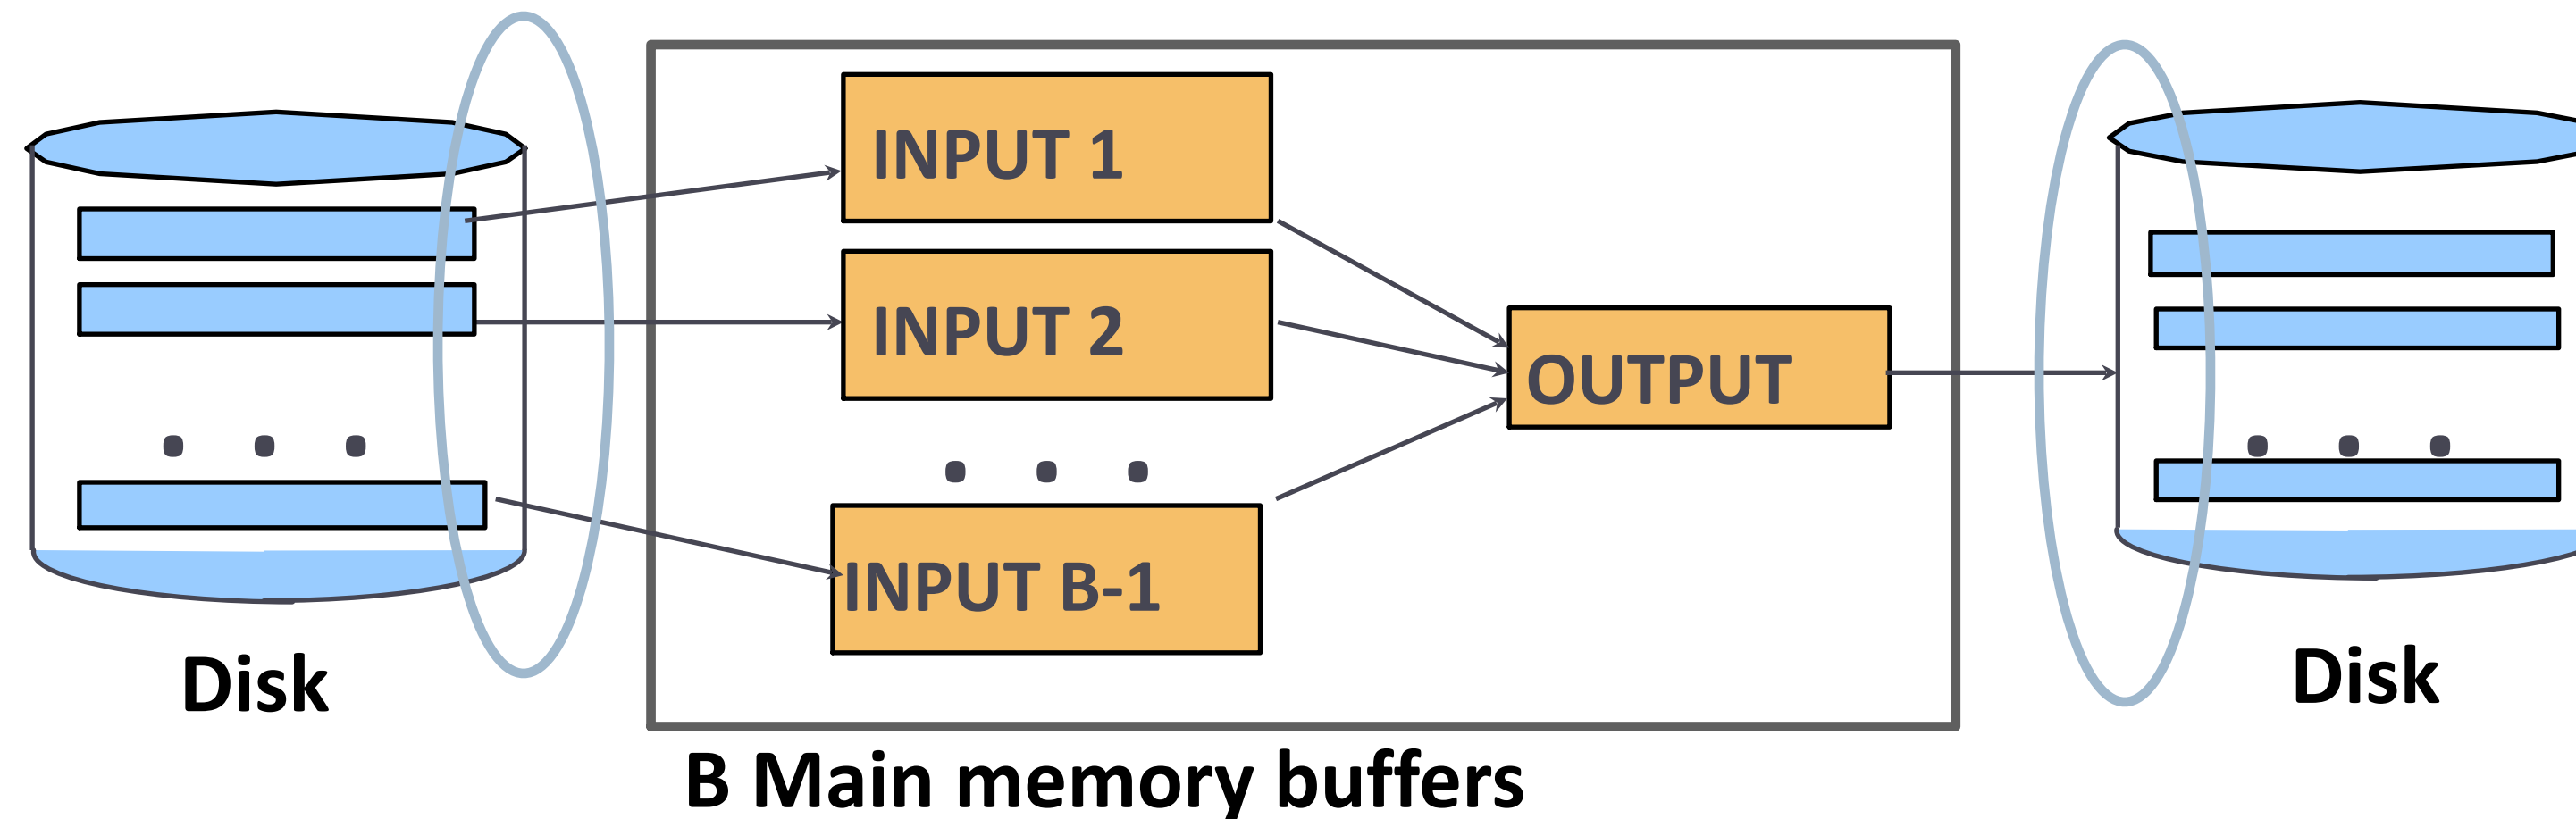 INPUT 1
INPUT 2
OUTPUT
INPUT B-1
Disk
Disk
B Main memory buffers